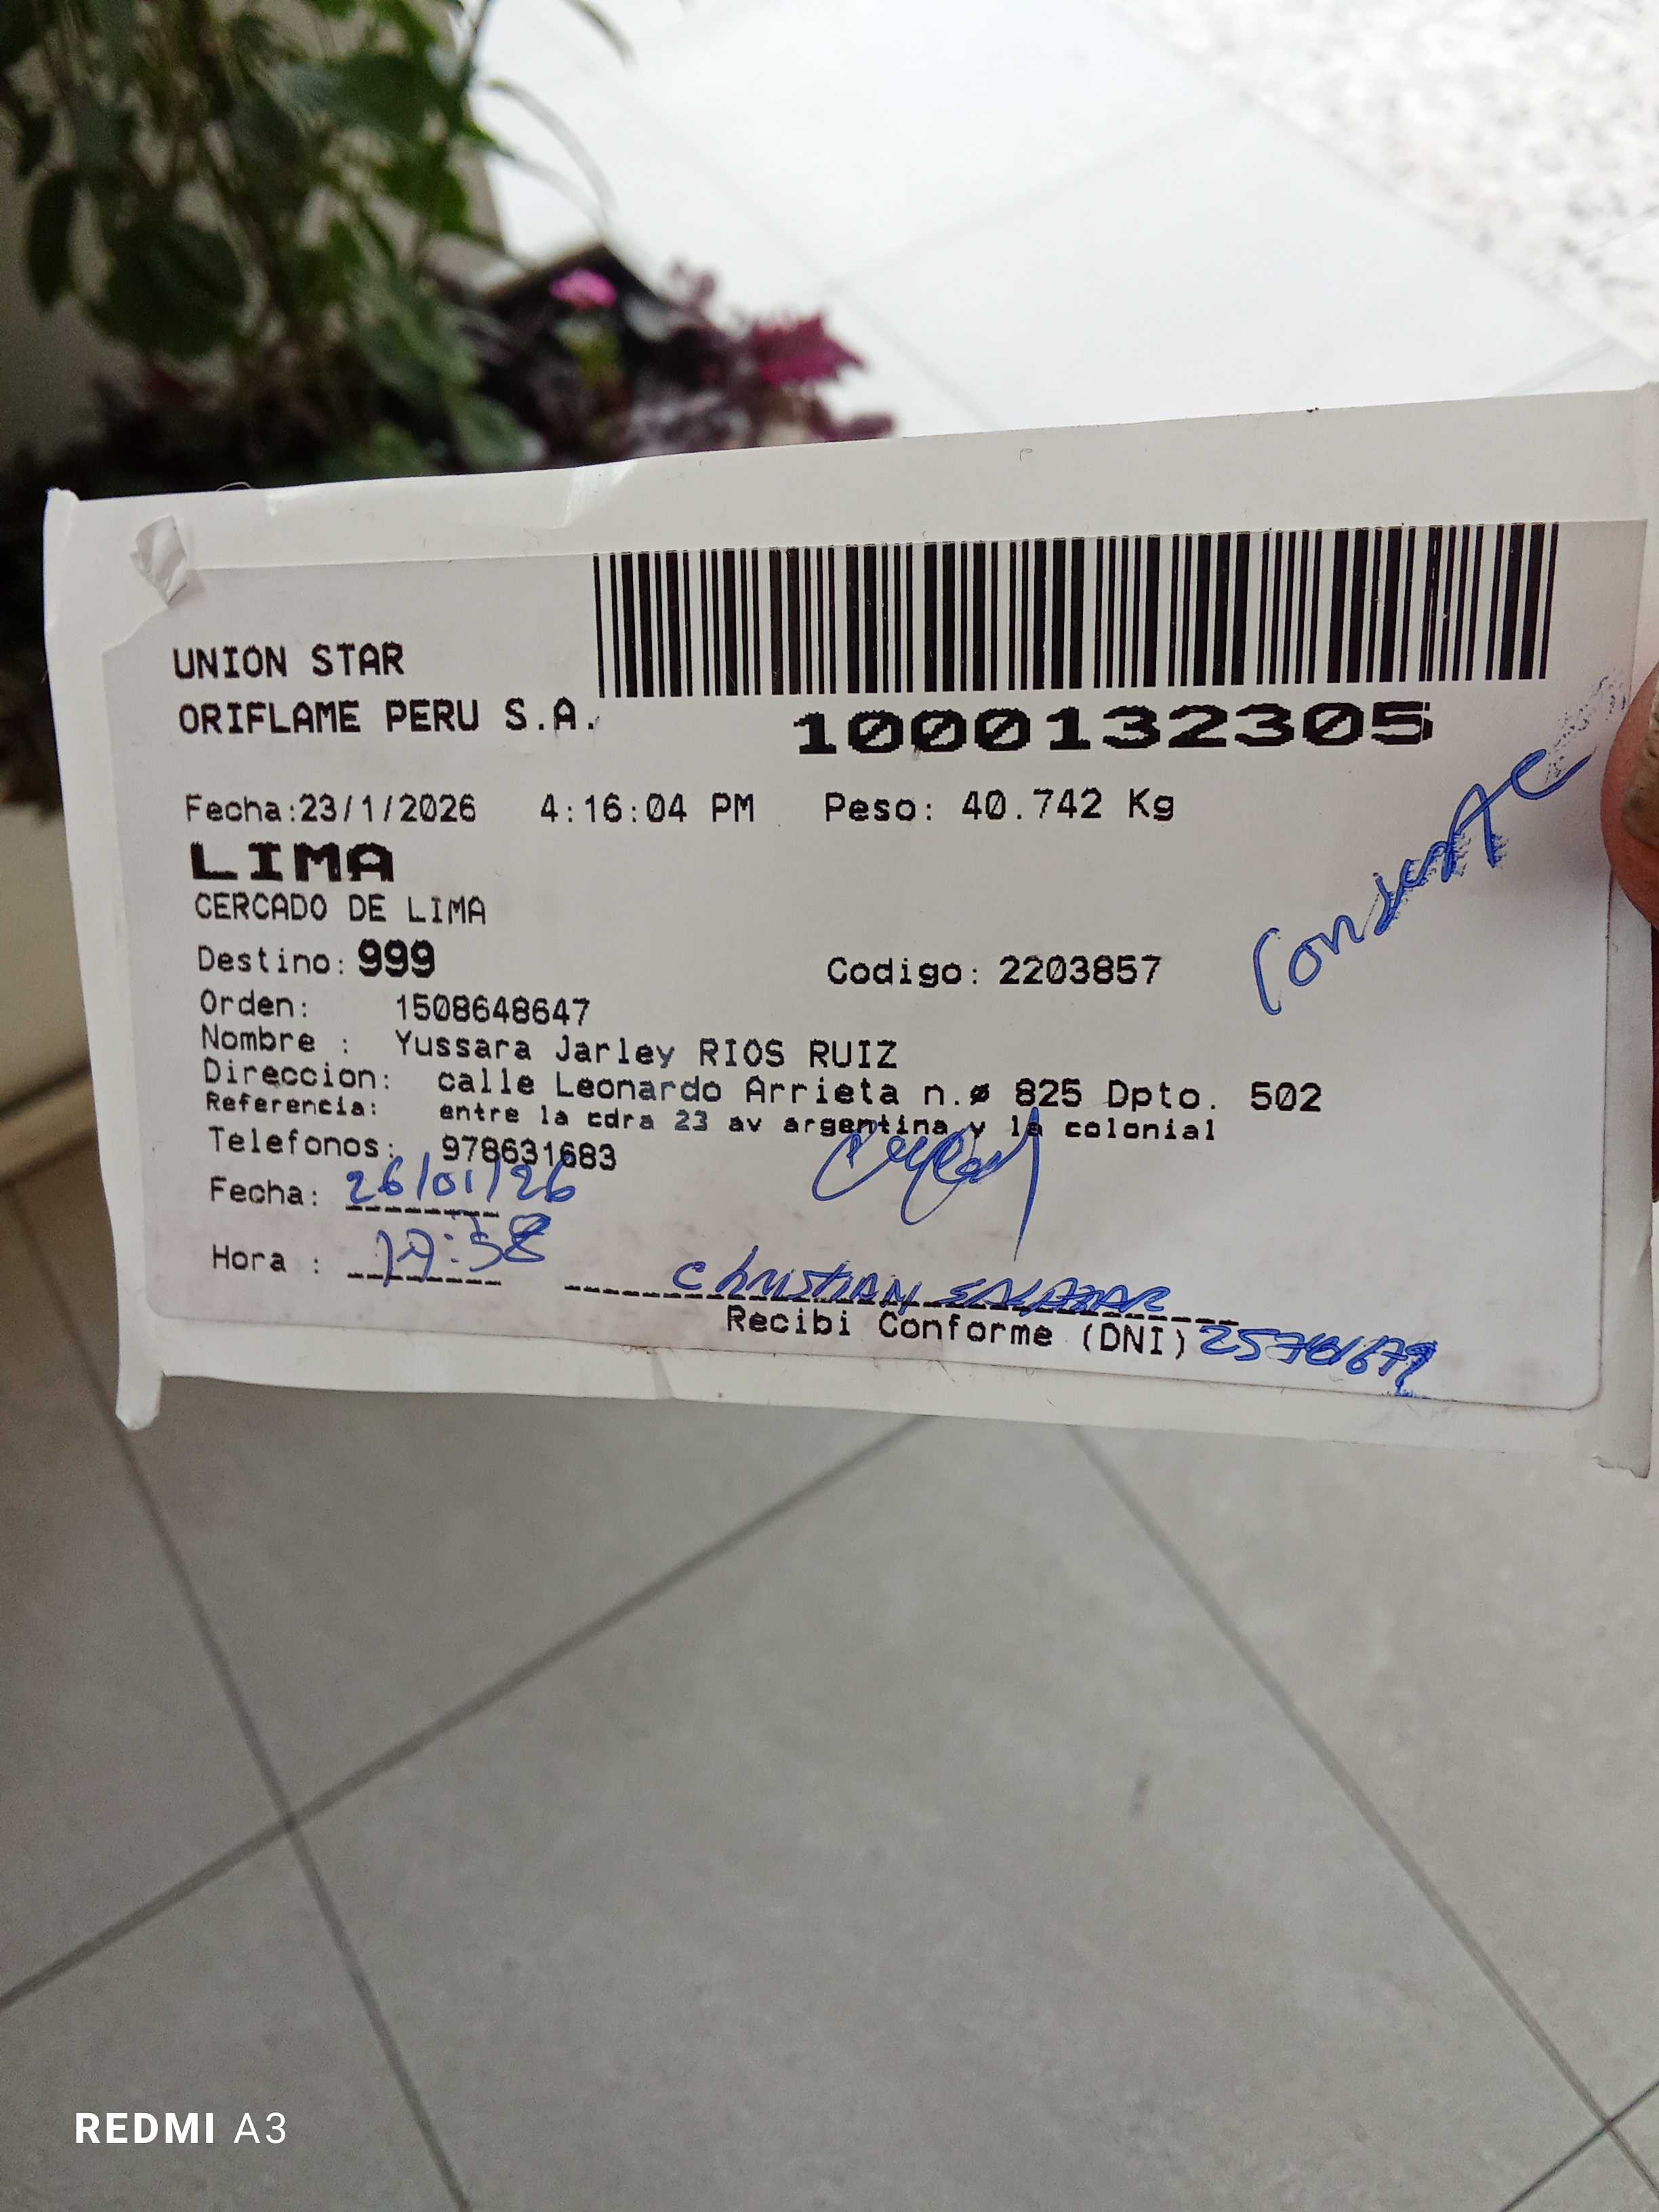 UNION STAR
ORIFLAME PERU S.A.
1000132305
Fecha:23/1/2026 4:16:04 PM Peso: 40.742 Kg
LIMA
CERCADO DE LIMA
Destino: 999 Codigo: 2203857
Orden: 1508648647
Nombre : Yussara Jarley RIOS RUIZ
Direccion: calle Leonardo Arrieta n.ø 825 Dpto. 502
Referencia: entre la cdra 23 av argentina y la colonial
Telefonos: 978631683
Fecha: 26/01/26
Hora :
CHRISTIAN SALAZAR
Recibi Conforme (DNI)
REDMI A3